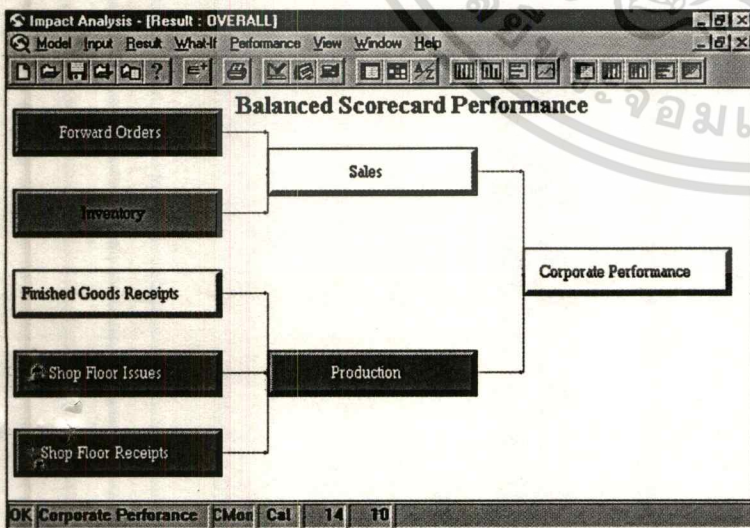 Impact Analysis - [Result : OVERALL]
Model Input Result What-If Performance View Window Help
Balanced Scorecard Performance
Forward Orders
Sales
Inventory
Corporate Performance
Finished Goods Receipts
Shop Floor Issues
Production
Shop Floor Receipts
OK Corporate Perforance CMon Cal 14 10